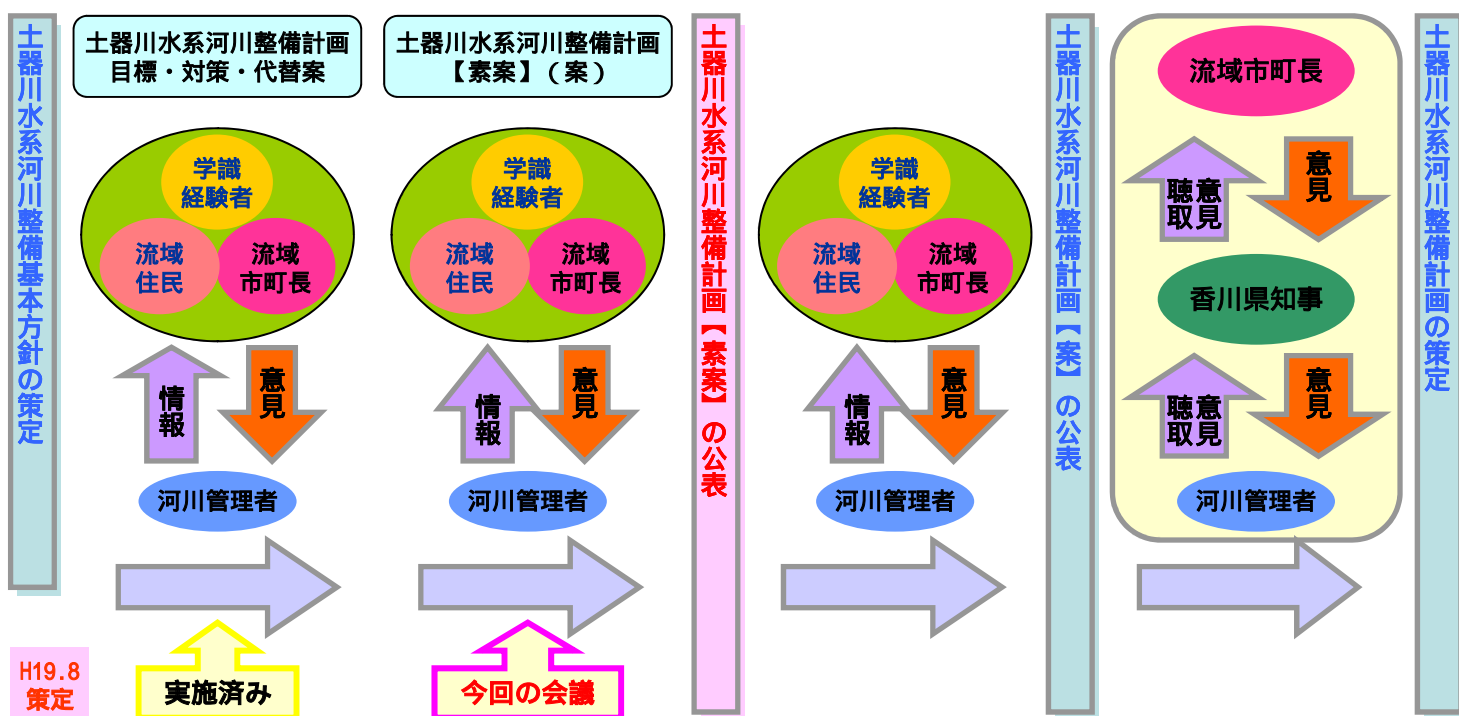 土器川水系河川整備基本方針の策定
土器川水系河川整備計画
目標・対策・代替案
学識
経験者
流域
住民
流域
市町長
情報
意見
河川管理者
土器川水系河川整備計画
【素案】（案）
学識
経験者
流域
住民
流域
市町長
情報
意見
河川管理者
土器川水系河川整備計画【素案】の公表
学識
経験者
流域
住民
流域
市町長
情報
意見
河川管理者
土器川水系河川整備計画【案】の公表
流域市町長
意見
聴取
意見
香川県知事
意見
聴取
意見
河川管理者
土器川水系河川整備計画の策定
H19.8
策定
実施済み
今回の会議